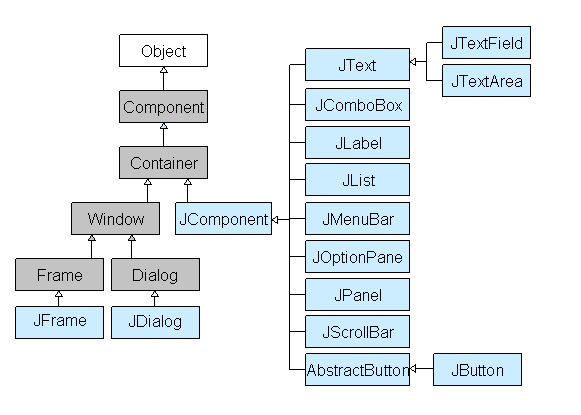 Object
Component
Container
Window
JComponent
Frame
Dialog
JFrame
JDialog
JText
JComboBox
JLabel
JList
JMenuBar
JOptionPane
JPanel
JScrollBar
AbstractButton
JTextField
JTextArea
JButton